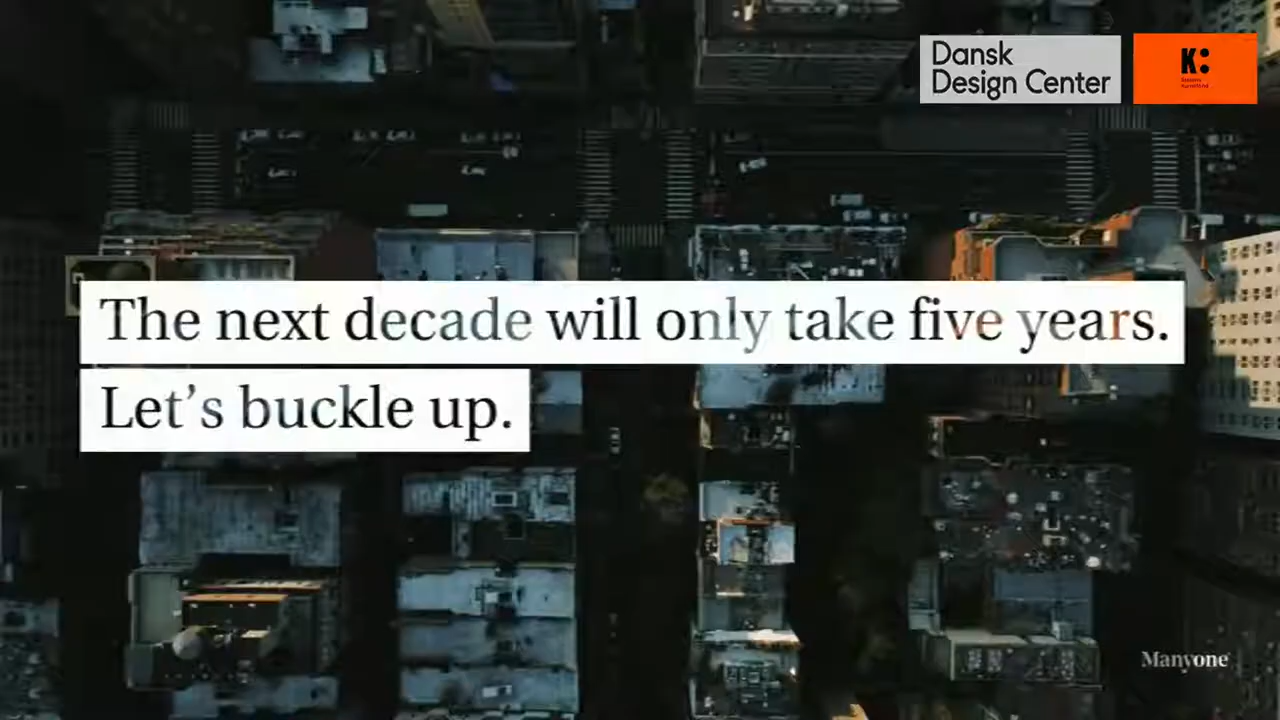 Dansk
Design Center
K:
The next decade will only take five years.
Let’s buckle up.
Manyone